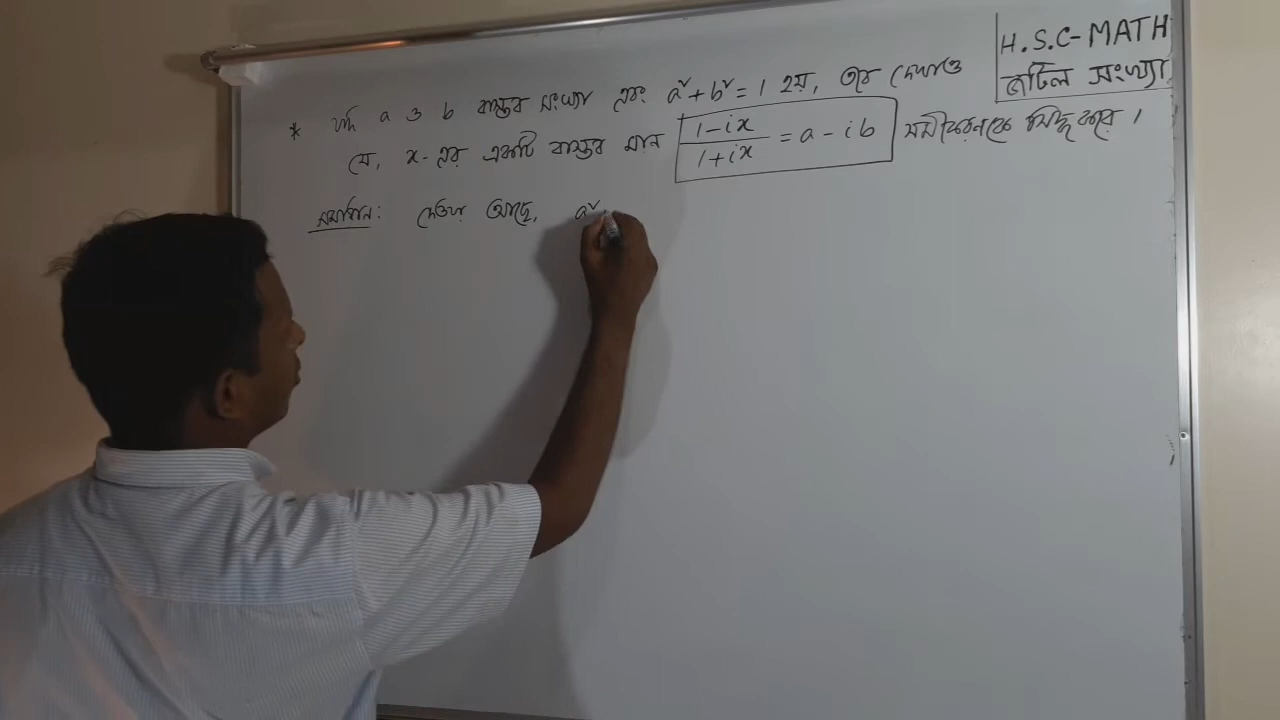 H.S.C-MATH
জটিল সংখ্যা
* যদি a ও b বাস্তব সংখ্যা এবং a² + b² = 1 হয়, তবে দেখাও
যে, x-এর একটি বাস্তব মান (1-ix)/(1+ix) = a - ib সমীকরনকে সিদ্ধ করে।
সমাধান: দেওয়া আছে, a²